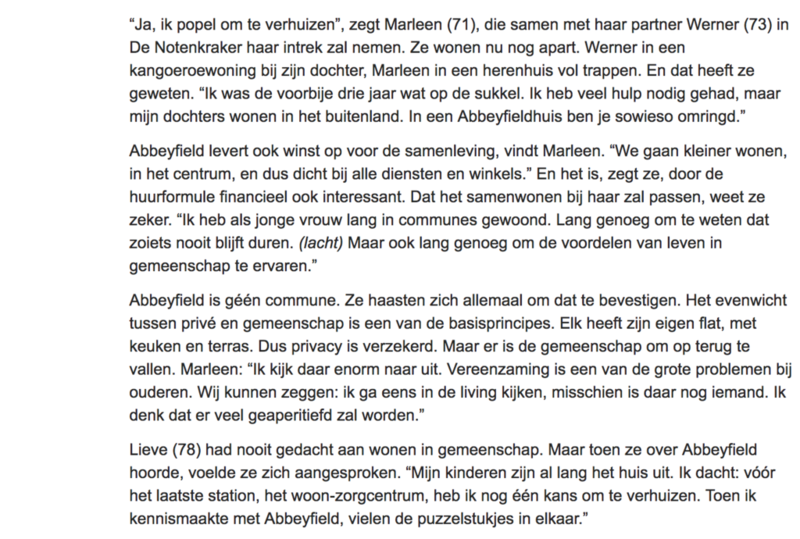 “Ja, ik popel om te verhuizen”, zegt Marleen (71), die samen met haar partner Werner (73) in
De Notenkraker haar intrek zal nemen. Ze wonen nu nog apart. Werner in een
kangoeroewoning bij zijn dochter, Marleen in een herenhuis vol trappen. En dat heeft ze
geweten. “Ik was de voorbije drie jaar wat op de sukkel. Ik heb veel hulp nodig gehad, maar
mijn dochters wonen in het buitenland. In een Abbeyfieldhuis ben je sowieso omringd.”
Abbeyfield levert ook winst op voor de samenleving, vindt Marleen. “We gaan kleiner wonen,
in het centrum, en dus dicht bij alle diensten en winkels.” En het is, zegt ze, door de
huurformule financieel ook interessant. Dat het samenwonen bij haar zal passen, weet ze
zeker. “Ik heb als jonge vrouw lang in communes gewoond. Lang genoeg om te weten dat
zoiets nooit blijft duren. (lacht) Maar ook lang genoeg om de voordelen van leven in
gemeenschap te ervaren.”
Abbeyfield is géén commune. Ze haasten zich allemaal om dat te bevestigen. Het evenwicht
tussen privé en gemeenschap is een van de basisprincipes. Elk heeft zijn eigen flat, met
keuken en terras. Dus privacy is verzekerd. Maar er is de gemeenschap om op terug te
vallen. Marleen: “Ik kijk daar enorm naar uit. Vereenzaming is een van de grote problemen bij
ouderen. Wij kunnen zeggen: ik ga eens in de living kijken, misschien is daar nog iemand. Ik
denk dat er veel geaperitiefd zal worden.”
Lieve (78) had nooit gedacht aan wonen in gemeenschap. Maar toen ze over Abbeyfield
hoorde, voelde ze zich aangesproken. “Mijn kinderen zijn al lang het huis uit. Ik dacht: vóór
het laatste station, het woon-zorgcentrum, heb ik nog één kans om te verhuizen. Toen ik
kennismaakte met Abbeyfield, vielen de puzzelstukjes in elkaar.”